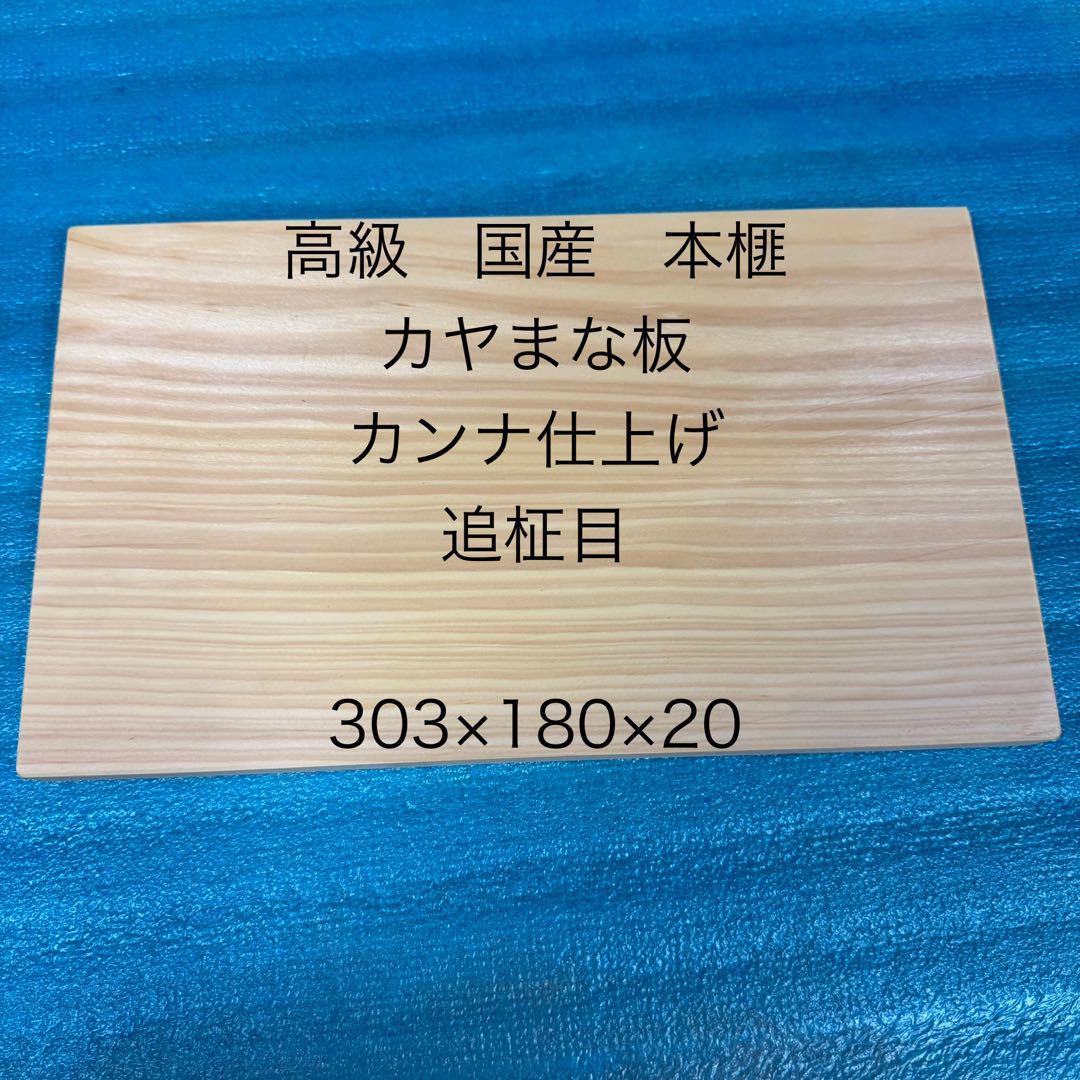 高級　国産　本榧
カヤまな板
カンナ仕上げ
追柾目
303×180×20